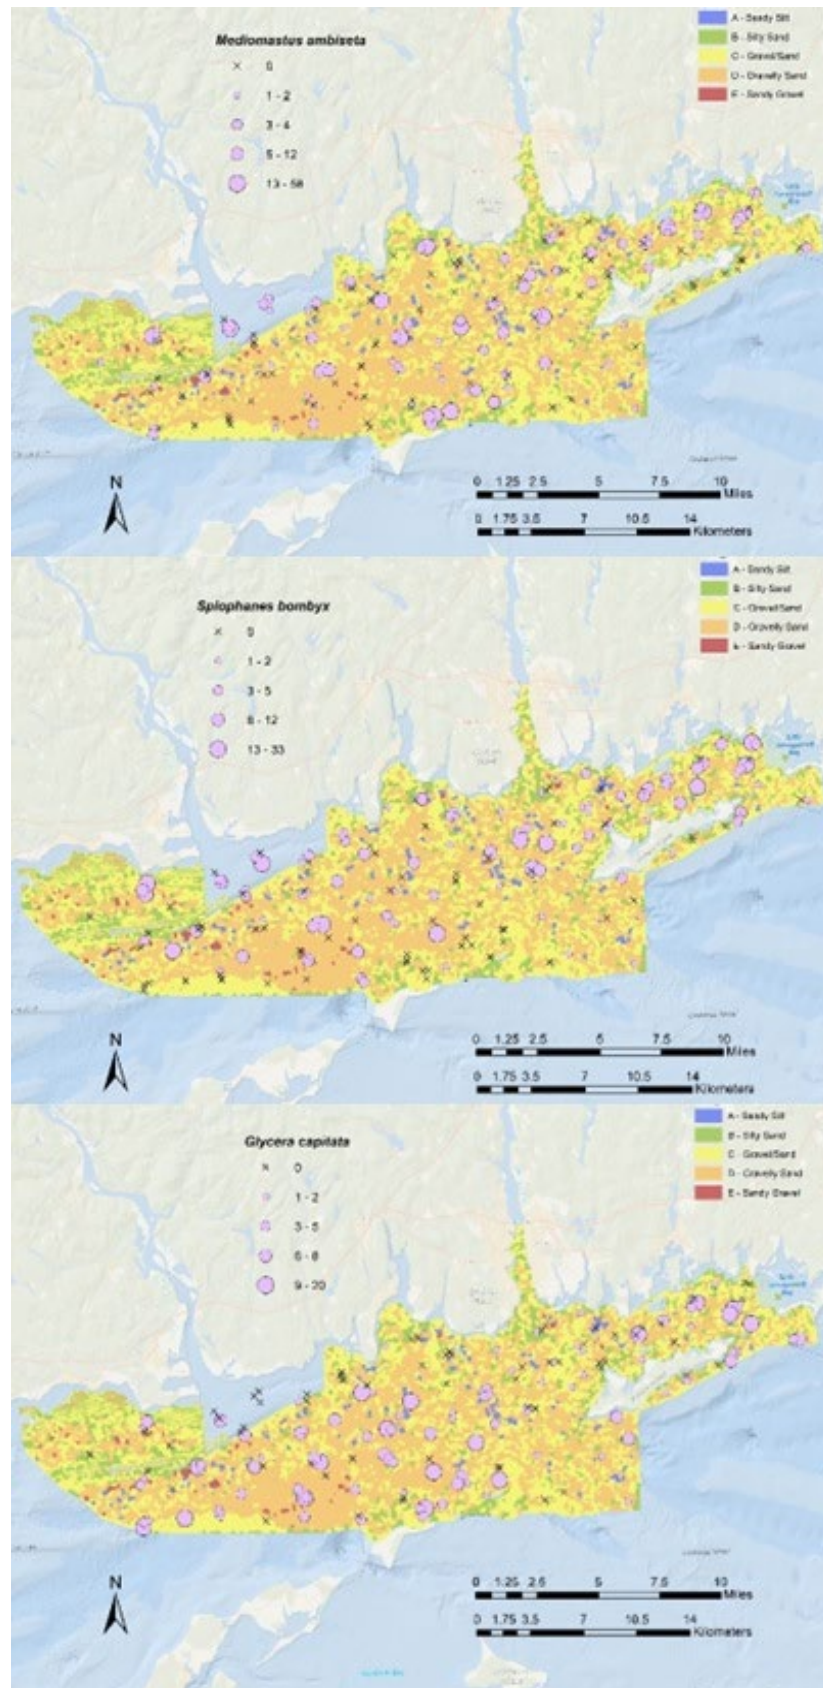 Mediomastus ambiseta
0
1 - 2
3 - 4
5 - 12
13 - 58
A - Sandy Silt
B - Silty Sand
C - Gravel/Sand
D - Gravelly Sand
E - Sandy Gravel
N
0 1.25 2.5 5 7.5 10
Miles
0 1.75 3.5 7 10.5 14
Kilometers
Spiophanes bombyx
0
1 - 2
3 - 5
6 - 12
13 - 33
A - Sandy Silt
B - Silty Sand
C - Gravel/Sand
D - Gravelly Sand
E - Sandy Gravel
N
0 1.25 2.5 5 7.5 10
Miles
0 1.75 3.5 7 10.5 14
Kilometers
Glycera capitata
0
1 - 2
3 - 5
6 - 8
9 - 20
A - Sandy Silt
B - Silty Sand
C - Gravel/Sand
D - Gravelly Sand
E - Sandy Gravel
N
0 1.25 2.5 5 7.5 10
Miles
0 1.75 3.5 7 10.5 14
Kilometers